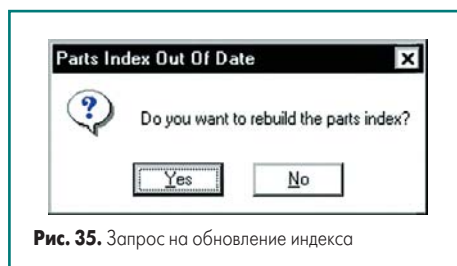 Parts Index Out Of Date
Do you want to rebuild the parts index?
Yes
No
Рис. 35. Запрос на обновление индекса